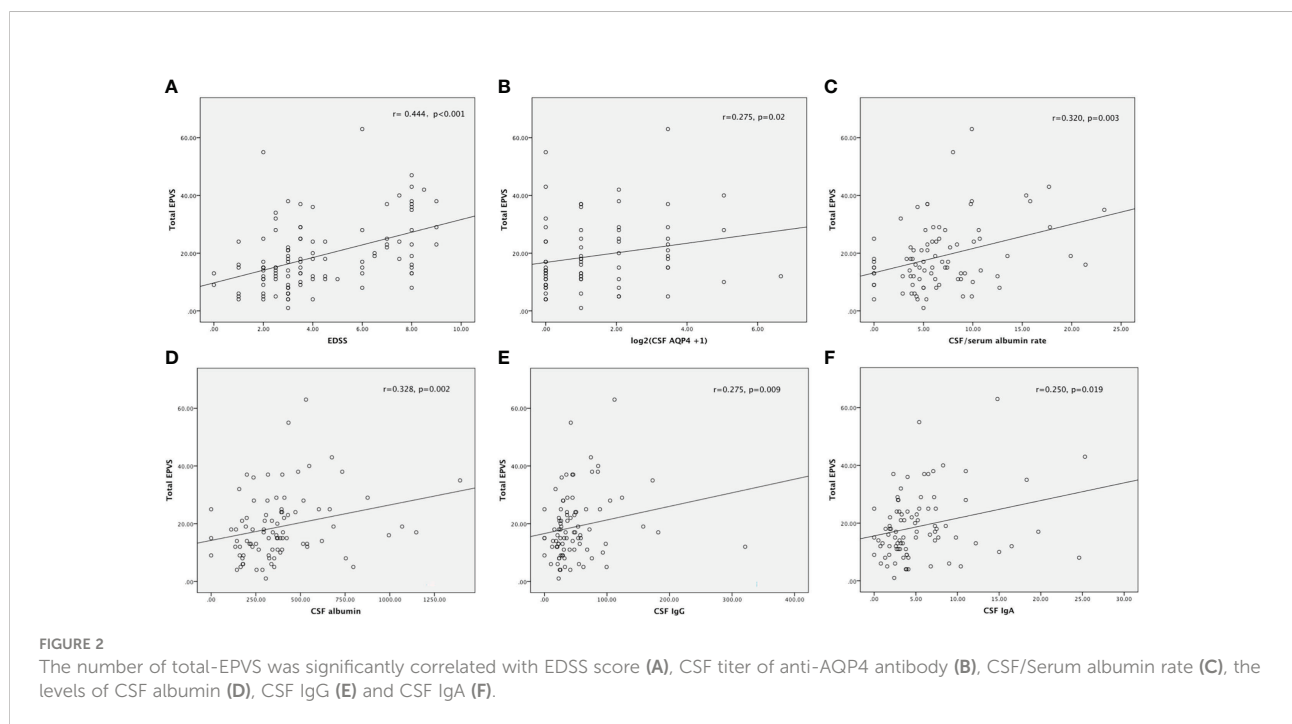 A
r= 0.444, p<0.001
60.00
40.00
20.00
.00
Total EPVS
.00 2.00 4.00 6.00 8.00 10.00
EDSS
B
r=0.275, p=0.02
60.00
40.00
20.00
.00
Total EPVS
.00 2.00 4.00 6.00
log2(CSF AQP4 +1)
C
r=0.320, p=0.003
60.00
40.00
20.00
.00
Total EPVS
.00 5.00 10.00 15.00 20.00 25.00
CSF/serum albumin rate
D
r=0.328, p=0.002
60.00
40.00
20.00
.00
Total EPVS
.00 250.00 500.00 750.00 1000.00 1250.00
CSF albumin
E
r=0.275, p=0.009
60.00
40.00
20.00
.00
Total EPVS
.00 100.00 200.00 300.00 400.00
CSF IgG
F
r=0.250, p=0.019
60.00
40.00
20.00
.00
Total EPVS
.00 5.00 10.00 15.00 20.00 25.00 30.00
CSF IgA
FIGURE 2
The number of total-EPVS was significantly correlated with EDSS score (A), CSF titer of anti-AQP4 antibody (B), CSF/Serum albumin rate (C), the
levels of CSF albumin (D), CSF IgG (E) and CSF IgA (F).